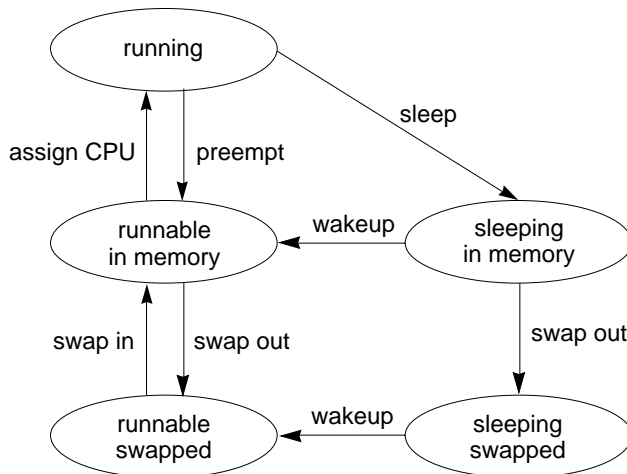 running
sleep
assign CPU
preempt
runnable
in memory
wakeup
sleeping
in memory
swap in
swap out
swap out
runnable
swapped
wakeup
sleeping
swapped